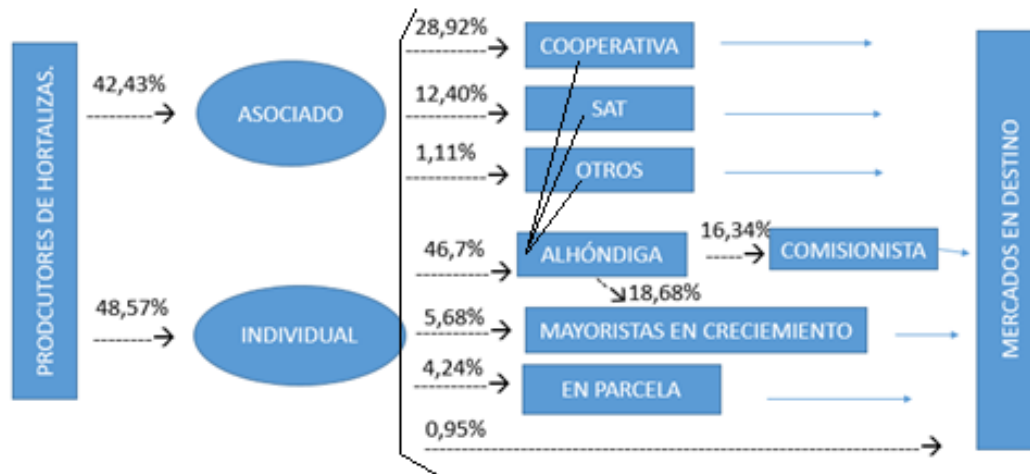 PRODCUTORES DE HORTALIZAS.
42,43%
ASOCIADO
48,57%
INDIVIDUAL
28,92%
COOPERATIVA
12,40%
SAT
1,11%
OTROS
46,7%
ALHÓNDIGA
16,34%
COMISIONISTA
18,68%
5,68%
MAYORISTAS EN CRECIEMIENTO
4,24%
EN PARCELA
0,95%
MERCADOS EN DESTINO